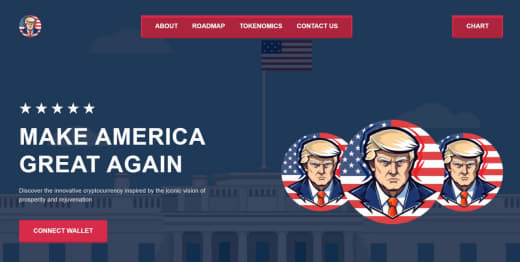 ABOUT ROADMAP TOKENOMICS CONTACT US CHART
MAKE AMERICA
GREAT AGAIN
Discover the innovative cryptocurrency inspired by the iconic vision of
prosperity and rejuvenation
CONNECT WALLET